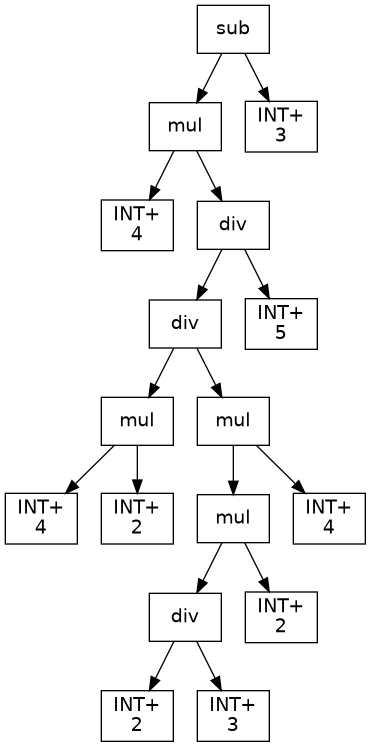 sub
mul
INT+
3
INT+
4
div
div
INT+
5
mul
mul
INT+
4
INT+
2
mul
INT+
4
div
INT+
2
INT+
2
INT+
3